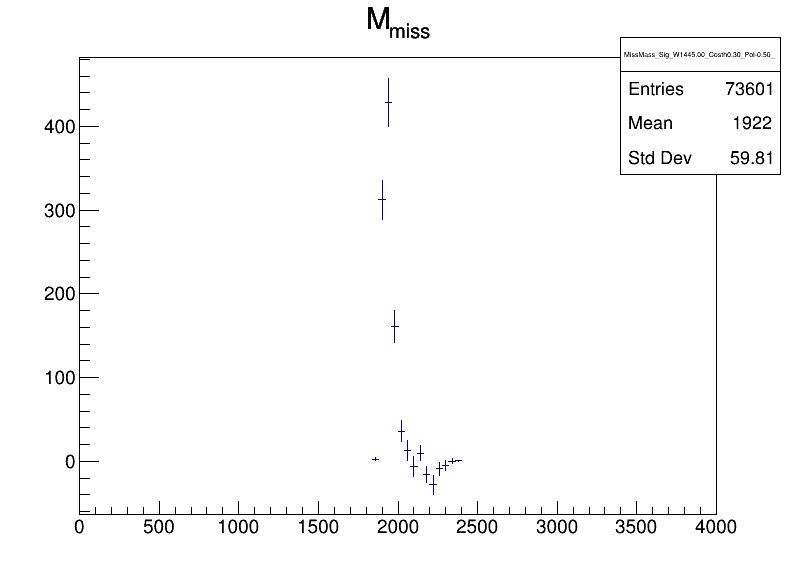 M_miss
MissMass_Sig_W1445.00_Costh0.30_Pol-0.50_
Entries 73601
Mean 1922
Std Dev 59.81
400
300
200
100
0
0 500 1000 1500 2000 2500 3000 3500 4000